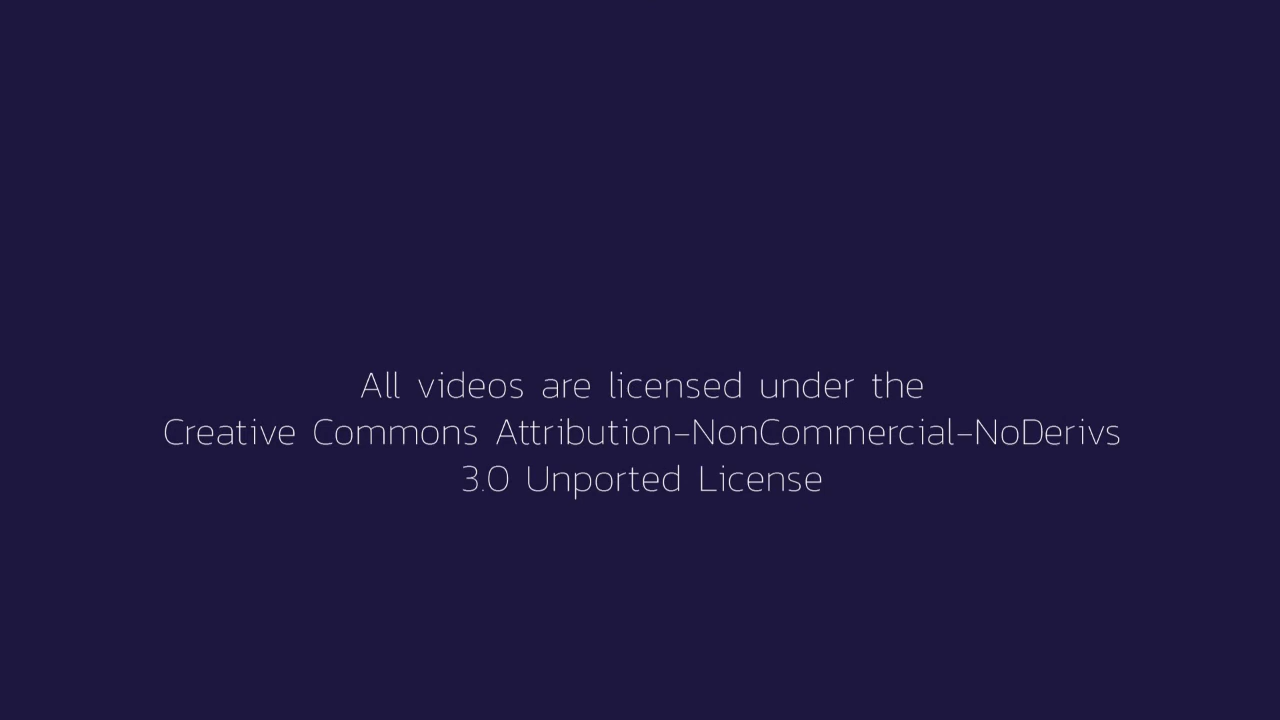 All videos are licensed under the
Creative Commons Attribution-NonCommercial-NoDerivs
3.0 Unported License